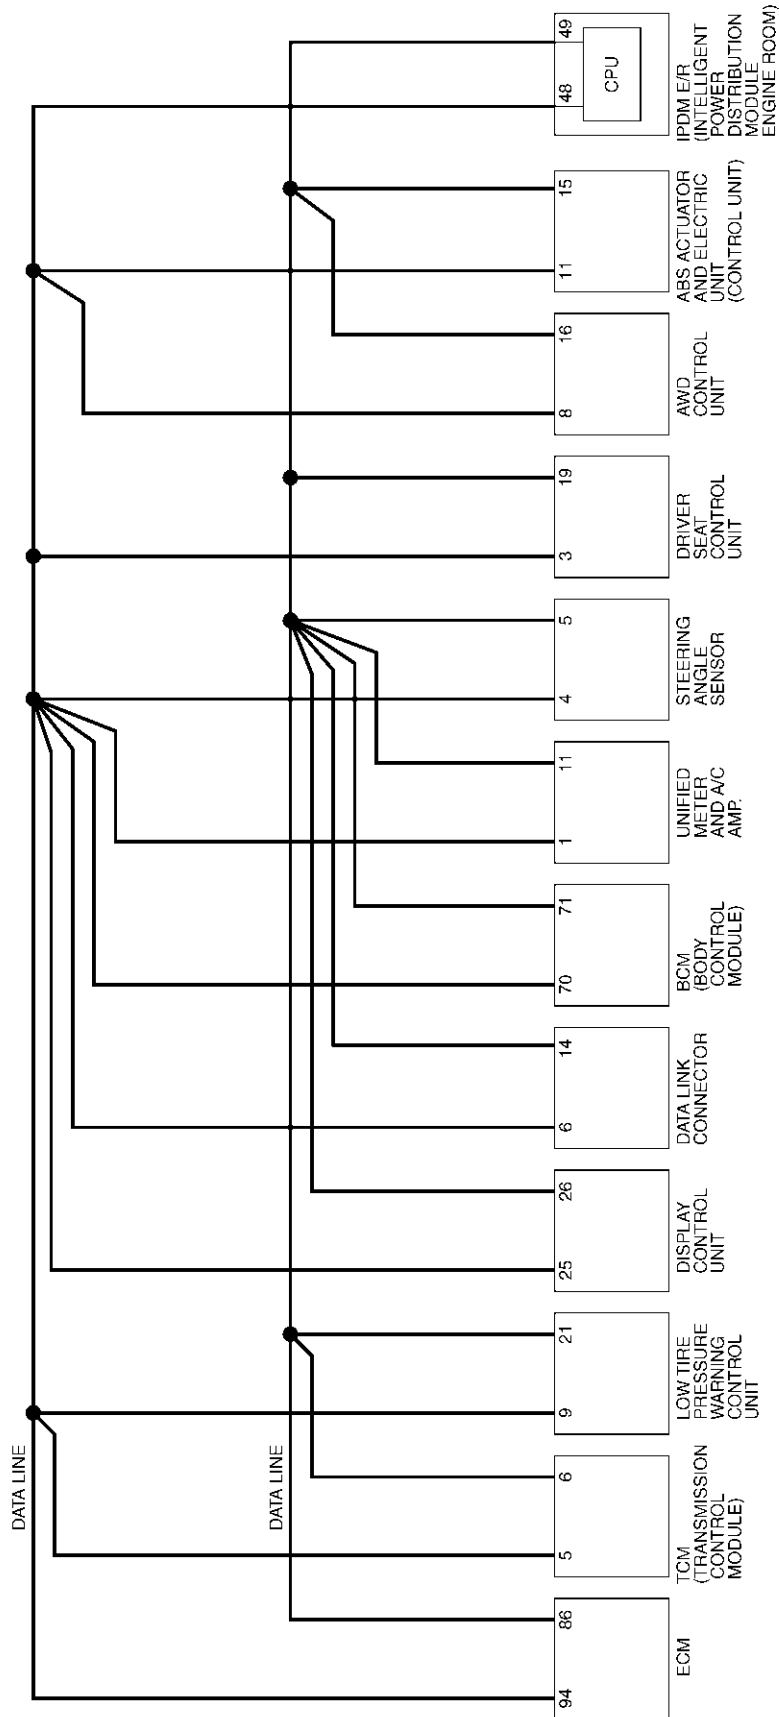 DATA LINE
DATA LINE
94
86
ECM
5
6
TCM
(TRANSMISSION
CONTROL
MODULE)
9
21
LOW TIRE
PRESSURE
WARNING
CONTROL
UNIT
25
26
DISPLAY
CONTROL
UNIT
6
14
DATA LINK
CONNECTOR
70
71
BCM
(BODY
CONTROL
MODULE)
1
11
UNIFIED
METER
AND A/C
AMP.
4
5
STEERING
ANGLE
SENSOR
3
19
DRIVER
SEAT
CONTROL
UNIT
8
16
AWD
CONTROL
UNIT
11
15
ABS ACTUATOR
AND ELECTRIC
UNIT
(CONTROL UNIT)
48
49
CPU
IPDM E/R
(INTELLIGENT
POWER
DISTRIBUTION
MODULE
ENGINE ROOM)